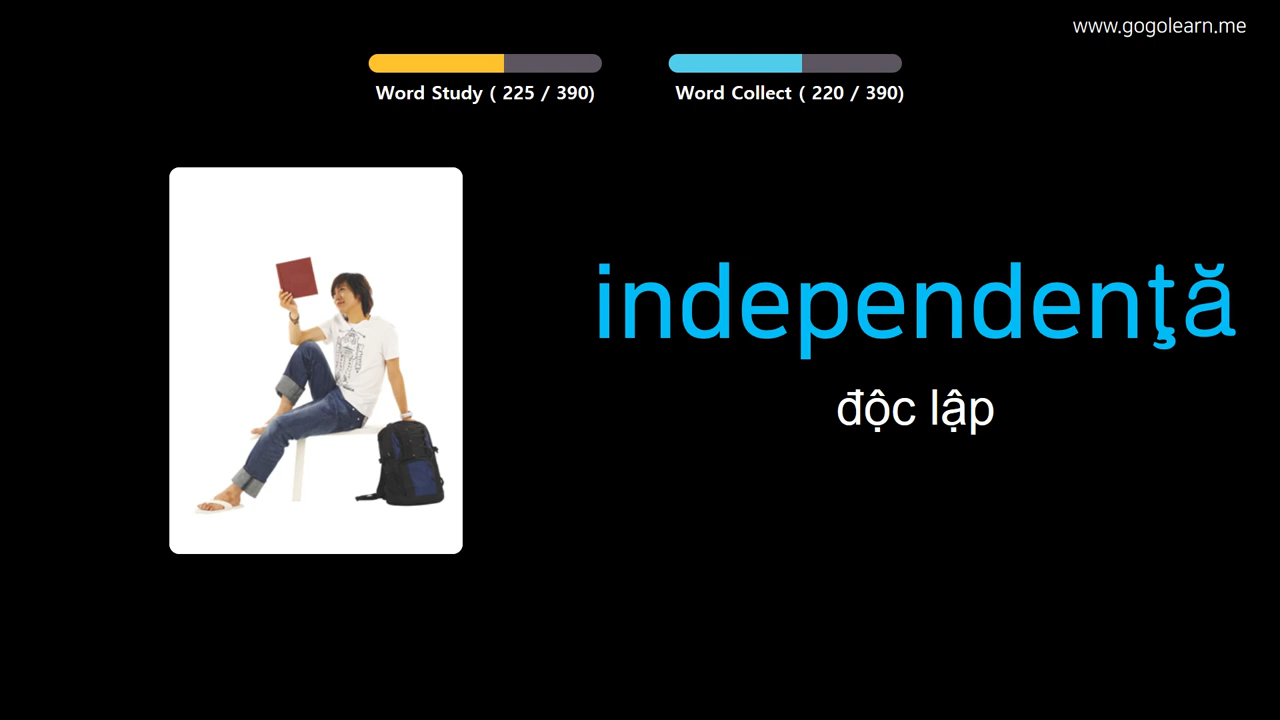 www.gogolearn.me
Word Study ( 225 / 390)
Word Collect ( 220 / 390)
independenţă
độc lập